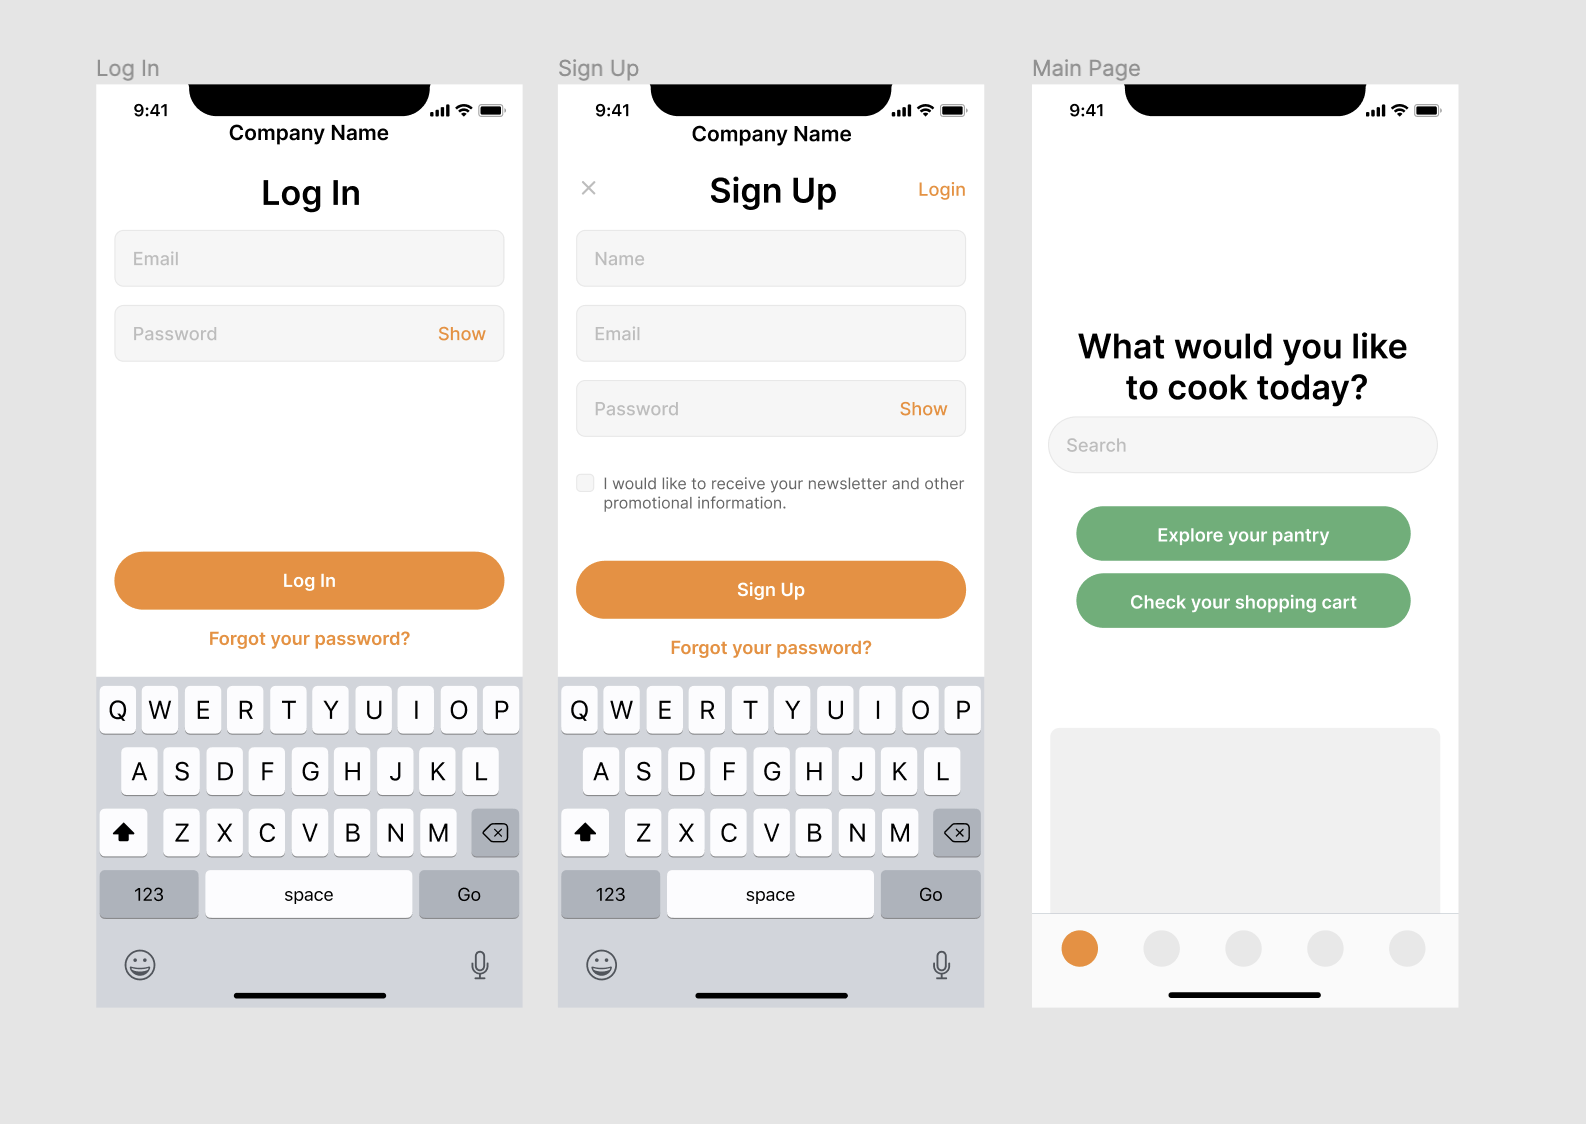 Log In
9:41
Company Name
Log In
Email
Password
Show
Log In
Forgot your password?
Q W E R T Y U I O P
A S D F G H J K L
Z X C V B N M
123
space
Go
Sign Up
9:41
Company Name
Sign Up
Login
Name
Email
Password
Show
I would like to receive your newsletter and other
promotional information.
Sign Up
Forgot your password?
Q W E R T Y U I O P
A S D F G H J K L
Z X C V B N M
123
space
Go
Main Page
9:41
What would you like
to cook today?
Search
Explore your pantry
Check your shopping cart